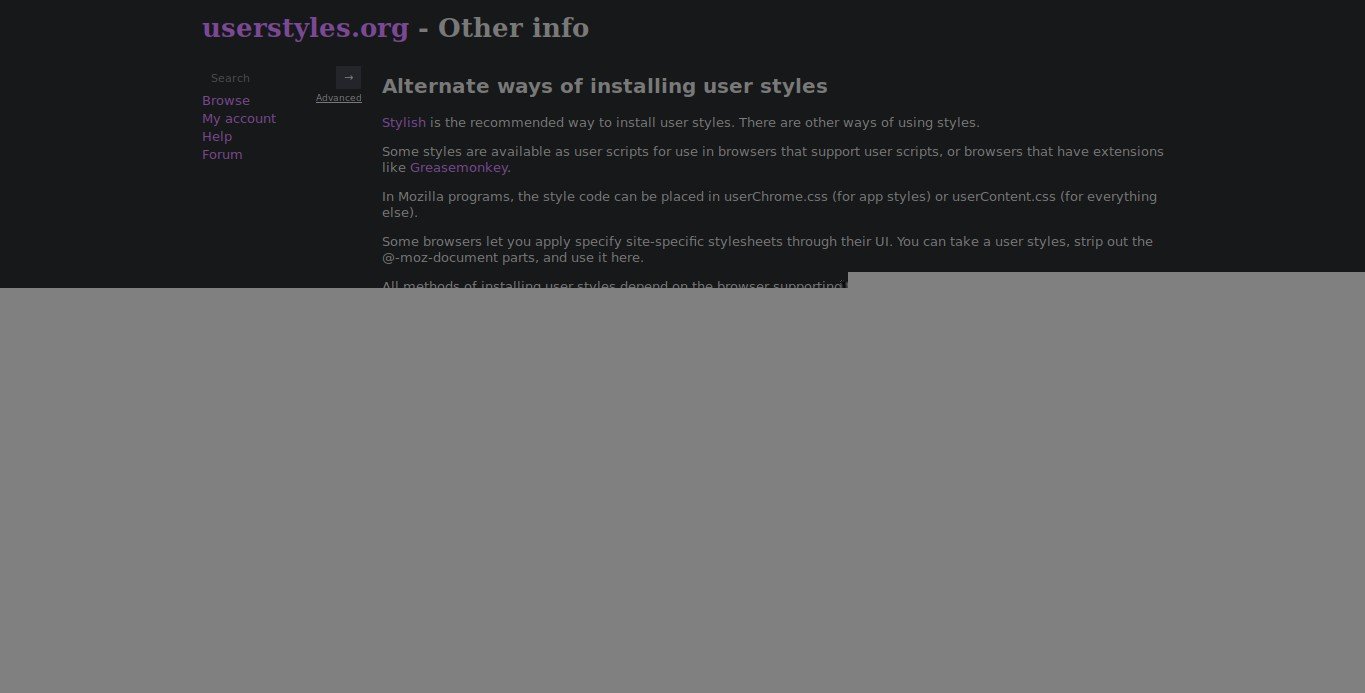 userstyles.org - Other info
Search
→
Advanced
Browse
My account
Help
Forum
Alternate ways of installing user styles
Stylish is the recommended way to install user styles. There are other ways of using styles.
Some styles are available as user scripts for use in browsers that support user scripts, or browsers that have extensions
like Greasemonkey.
In Mozilla programs, the style code can be placed in userChrome.css (for app styles) or userContent.css (for everything
else).
Some browsers let you apply specify site-specific stylesheets through their UI. You can take a user styles, strip out the
@-moz-document parts, and use it here.
All methods of installing user styles depend on the browser supporting